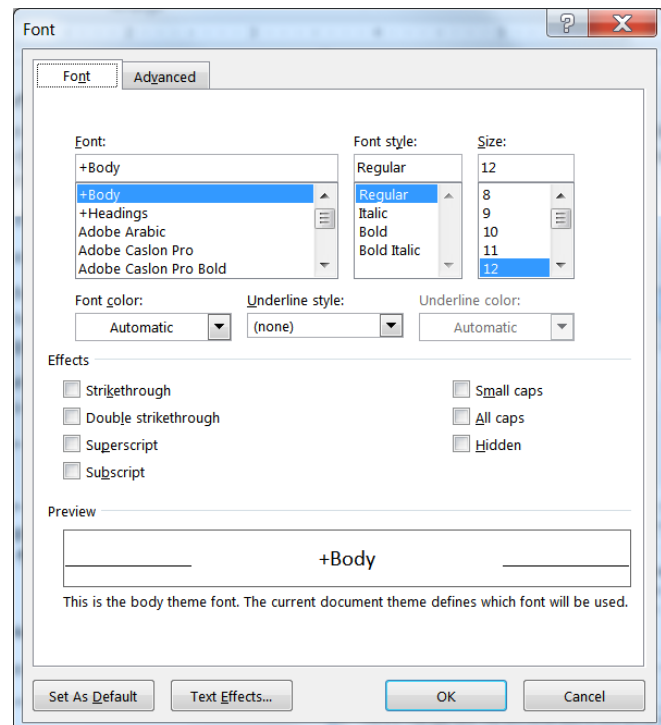 Font
Font Advanced
Font: Font style: Size:
+Body Regular 12
+Body Regular 8
+Headings Italic 9
Adobe Arabic Bold 10
Adobe Caslon Pro Bold Italic 11
Adobe Caslon Pro Bold 12
Font color: Underline style: Underline color:
Automatic (none) Automatic
Effects
Strikethrough Small caps
Double strikethrough All caps
Superscript Hidden
Subscript
Preview
+Body
This is the body theme font. The current document theme defines which font will be used.
Set As Default Text Effects... OK Cancel